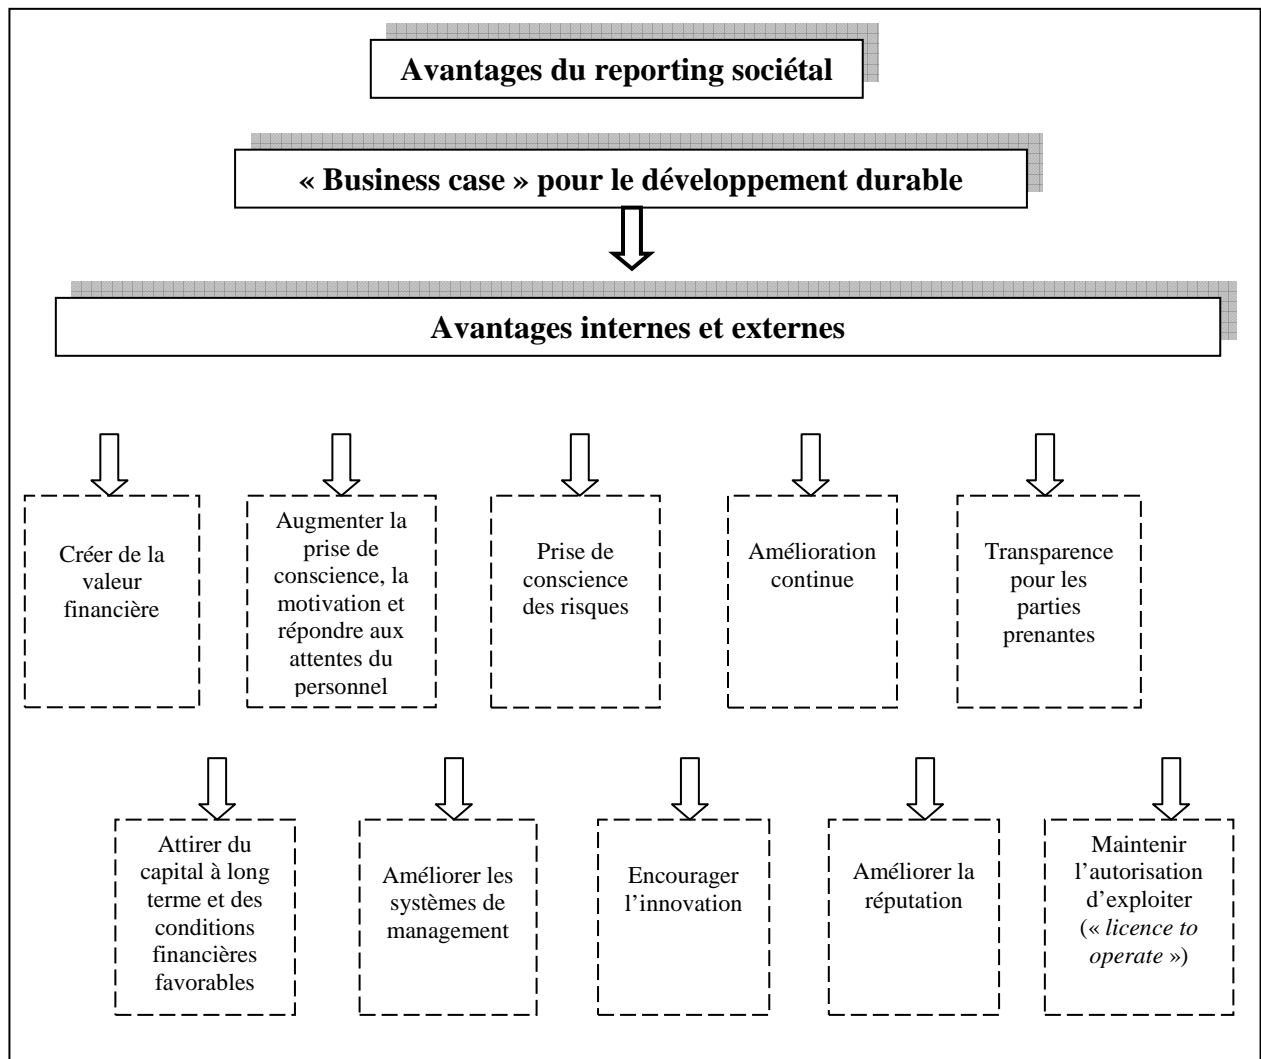 Avantages du reporting sociétal
« Business case » pour le développement durable
Avantages internes et externes
Créer de la
valeur
financière
Augmenter la
prise de
conscience, la
motivation et
répondre aux
attentes du
personnel
Prise de
conscience
des risques
Amélioration
continue
Transparence
pour les
parties
prenantes
Attirer du
capital à long
terme et des
conditions
financières
favorables
Améliorer les
systèmes de
management
Encourager
l’innovation
Améliorer la
réputation
Maintenir
l’autorisation
d’exploiter
(« licence to
operate »)